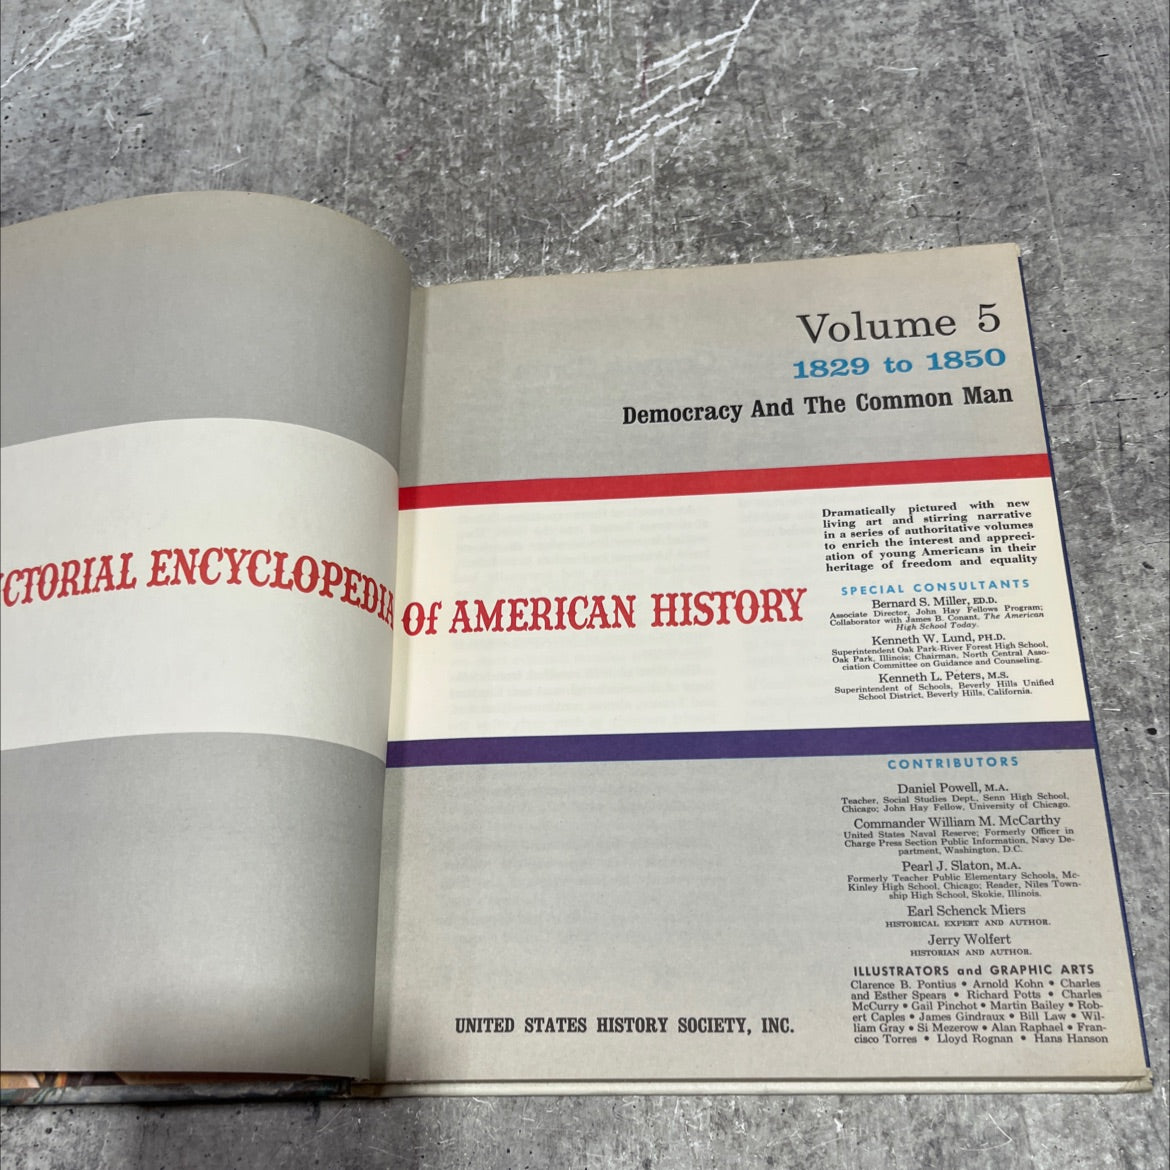 Volume 5
1829 to 1850
Democracy And The Common Man
CTORIAL ENCYCLOPEDIA Of AMERICAN HISTORY
Dramatically pictured with new
living art and stirring narrative
in a series of authoritative volumes
to enrich the interest and appreci-
ation of young Americans in their
heritage of freedom and equality
SPECIAL CONSULTANTS
Bernard S. Miller, ED.D.
Associate Director, John Hay Fellows Program;
Collaborator with James B. Conant, The American
High School Today.
Kenneth W. Lund, PH.D.
Superintendent Oak Park-River Forest High School,
Oak Park, Illinois; Chairman, North Central Asso-
ciation Committee on Guidance and Counseling.
Kenneth L. Peters, M.S.
Superintendent of Schools, Beverly Hills Unified
School District, Beverly Hills, California.
CONTRIBUTORS
Daniel Powell, M.A.
Teacher, Social Studies Dept., Senn High School,
Chicago; John Hay Fellow, University of Chicago.
Commander William M. McCarthy
United States Naval Reserve; Formerly Officer in
Charge Press Section Public Information, Navy De-
partment, Washington, D.C.
Pearl J. Slaton, M.A.
Formerly Teacher Public Elementary Schools, Mc-
Kinley High School, Chicago; Reader, Niles Town-
ship High School, Skokie, Illinois.
Earl Schenck Miers
HISTORICAL EXPERT AND AUTHOR.
Jerry Wolfert
HISTORIAN AND AUTHOR.
ILLUSTRATORS and GRAPHIC ARTS
Clarence B. Pontius • Arnold Kohn • Charles
and Esther Spears • Richard Potts • Charles
McCurry • Gail Pinchot • Martin Bailey • Rob-
ert Caples • James Gindraux • Bill Law • Wil-
liam Gray • Si Mezerow • Alan Raphael • Fran-
cisco Torres • Lloyd Rognan • Hans Hanson
UNITED STATES HISTORY SOCIETY, INC.